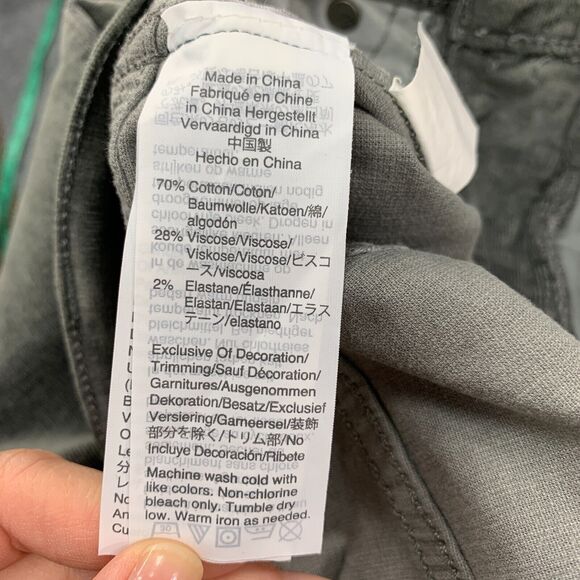 Made in China
Fabriqué en Chine
in China Hergestellt
Vervaardigd in China
中国製
Hecho en China
70% Cotton/Coton/
Baumwolle/Katoen/綿/
algodón
28% Viscose/Viscose/
Viskose/Viscose/ビスコ
ース/viscosa
2% Elastane/Élasthanne/
Elastan/Elastaan/エラス
テーン/elastano
Exclusive Of Decoration/
Trimming/Sauf Décoration/
Garnitures/Ausgenommen
Dekoration/Besatz/Exclusief
Versiering/Garneersel/装飾
部分を除く/トリム部/No
Incluye Decoración/Ribete
Machine wash cold with
like colors. Non-chlorine
bleach only. Tumble dry
low. Warm iron as needed.